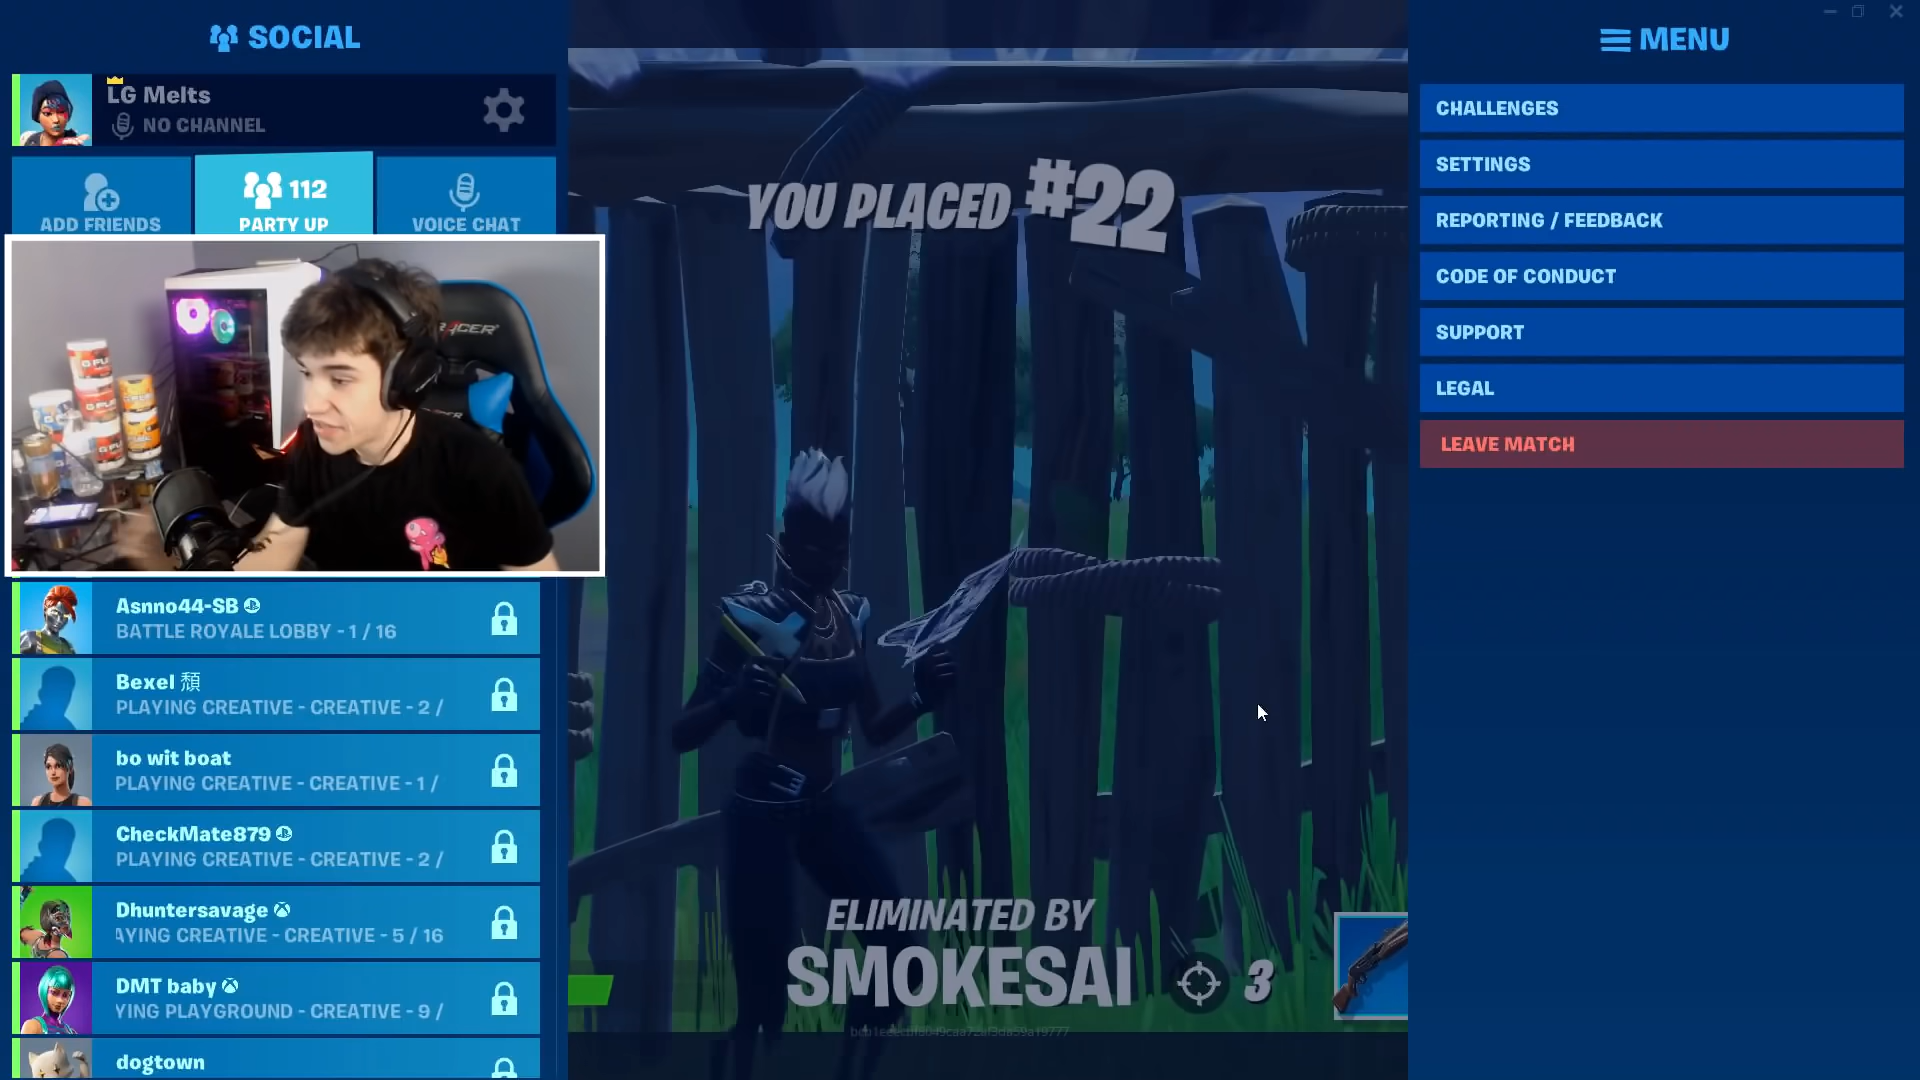 SOCIAL
LG Melts
NO CHANNEL
ADD FRIENDS
112
PARTY UP
VOICE CHAT
Asnno44-SB
BATTLE ROYALE LOBBY - 1 / 16
Bexel 頽
PLAYING CREATIVE - CREATIVE - 2 /
bo wit boat
PLAYING CREATIVE - CREATIVE - 1 /
CheckMate879
PLAYING CREATIVE - CREATIVE - 2 /
Dhuntersavage
AYING CREATIVE - CREATIVE - 5 / 16
DMT baby
YING PLAYGROUND - CREATIVE - 9 /
dogtown
YOU PLACED #22
ELIMINATED BY
SMOKESAI 3
MENU
CHALLENGES
SETTINGS
REPORTING / FEEDBACK
CODE OF CONDUCT
SUPPORT
LEGAL
LEAVE MATCH